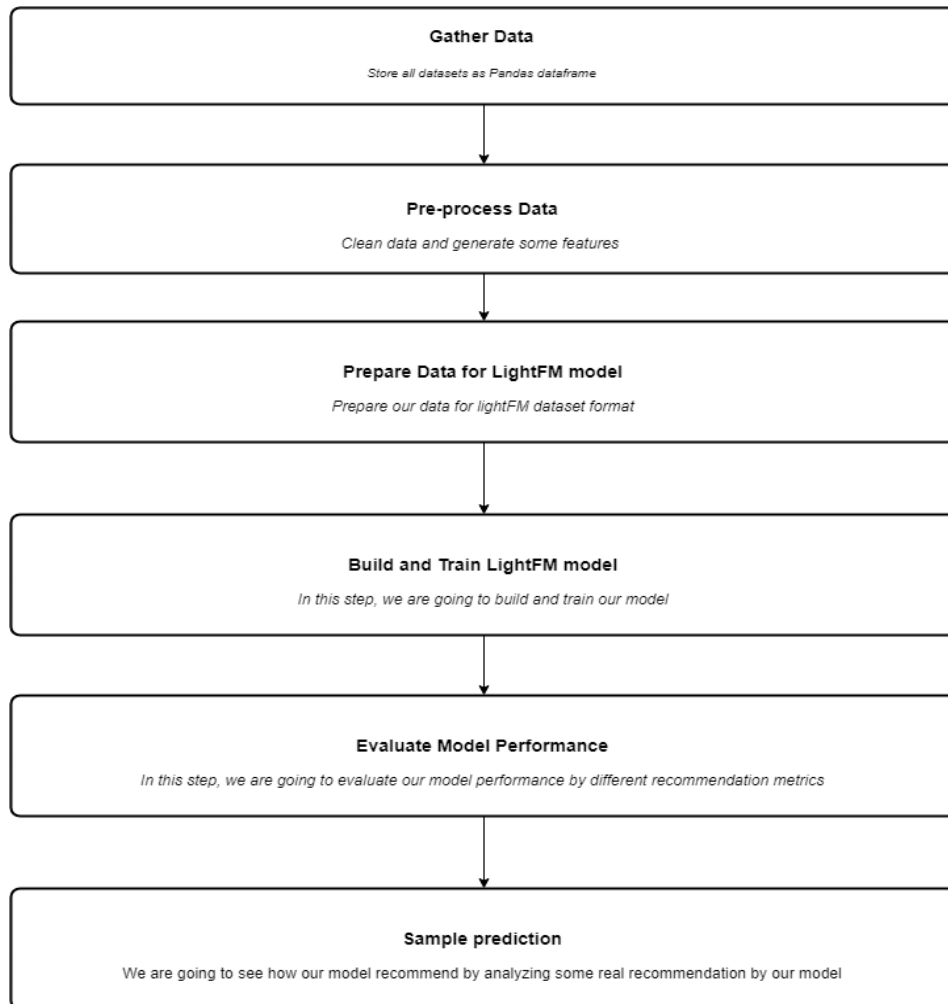 Gather Data
Store all datasets as Pandas dataframe
Pre-process Data
Clean data and generate some features
Prepare Data for LightFM model
Prepare our data for lightFM dataset format
Build and Train LightFM model
In this step, we are going to build and train our model
Evaluate Model Performance
In this step, we are going to evaluate our model performance by different recommendation metrics
Sample prediction
We are going to see how our model recommend by analyzing some real recommendation by our model